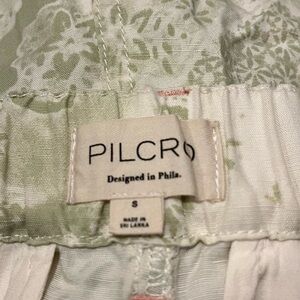 PILCRO
Designed in Phila.
S
MADE IN
SRI LANKA